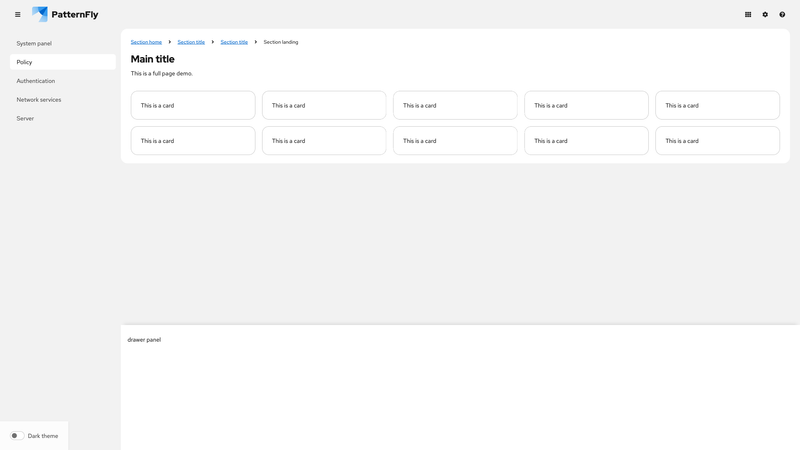 PatternFly
System panel
Policy
Authentication
Network services
Server
Section home > Section title > Section title > Section landing
Main title
This is a full page demo.
This is a card This is a card This is a card This is a card This is a card
This is a card This is a card This is a card This is a card This is a card
drawer panel
Dark theme